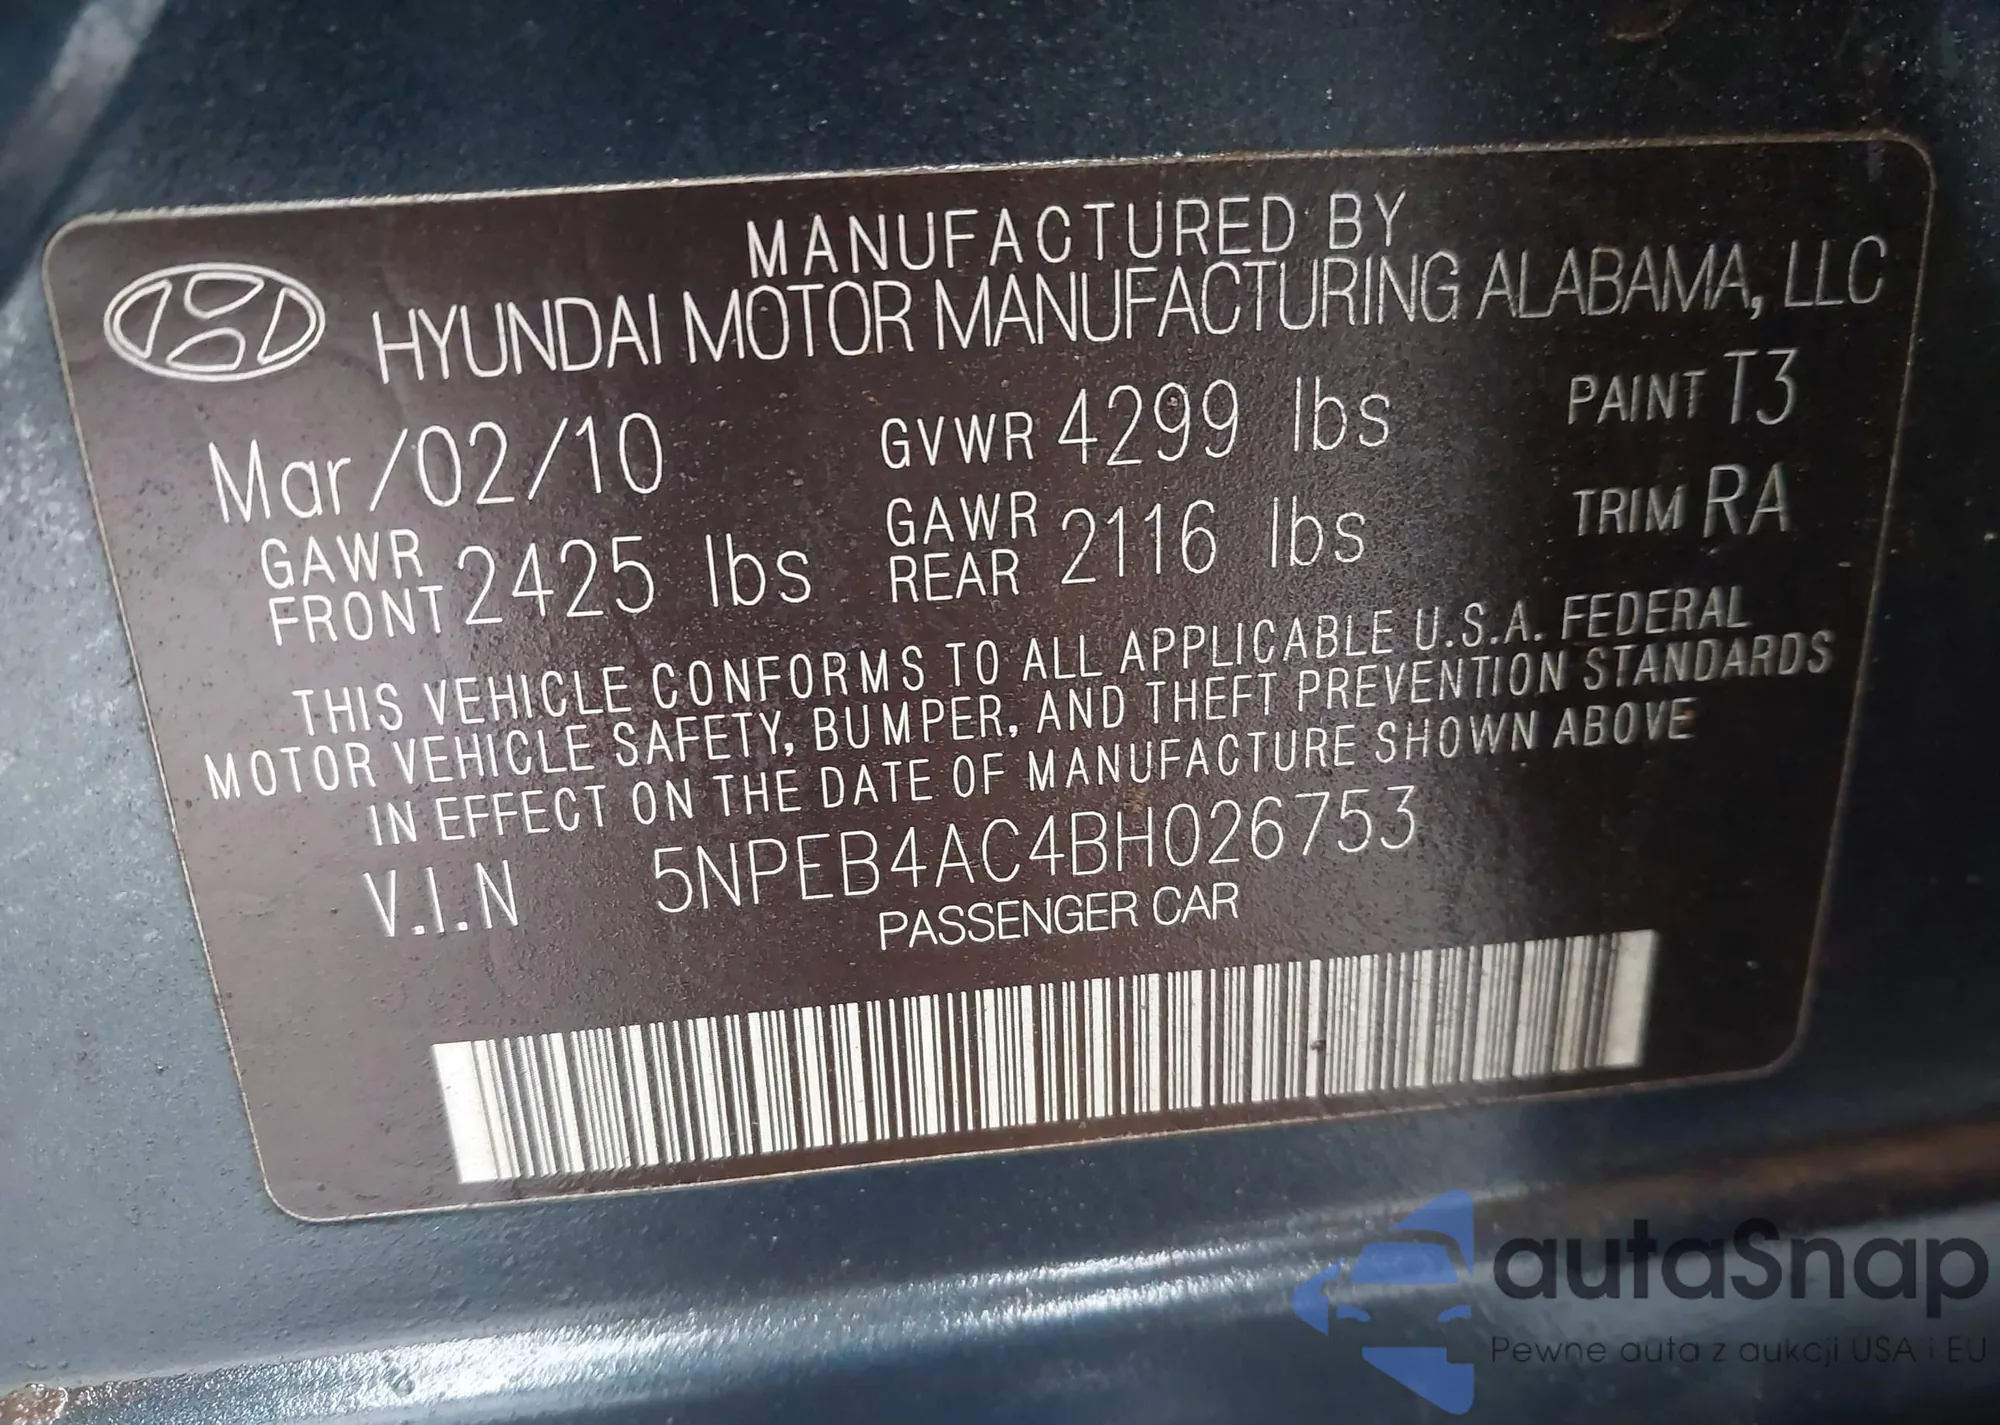 MANUFACTURED BY
HYUNDAI MOTOR MANUFACTURING ALABAMA, LLC
Mar/02/10 GVWR 4299 lbs PAINT T3
GAWR FRONT 2425 lbs GAWR REAR 2116 lbs TRIM RA
THIS VEHICLE CONFORMS TO ALL APPLICABLE U.S.A. FEDERAL
MOTOR VEHICLE SAFETY, BUMPER, AND THEFT PREVENTION STANDARDS
IN EFFECT ON THE DATE OF MANUFACTURE SHOWN ABOVE
V.I.N 5NPEB4AC4BH026753
PASSENGER CAR
autaSnap
Pewne auta z aukcji USA i EU